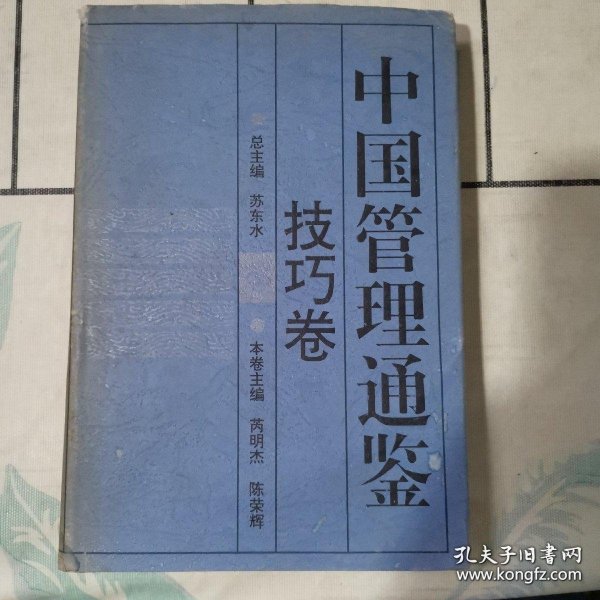 中国管理通鉴
技巧卷
总主编 苏东水
本卷主编 芮明杰 陈荣辉
孔夫子旧书网
www.kongfz.com